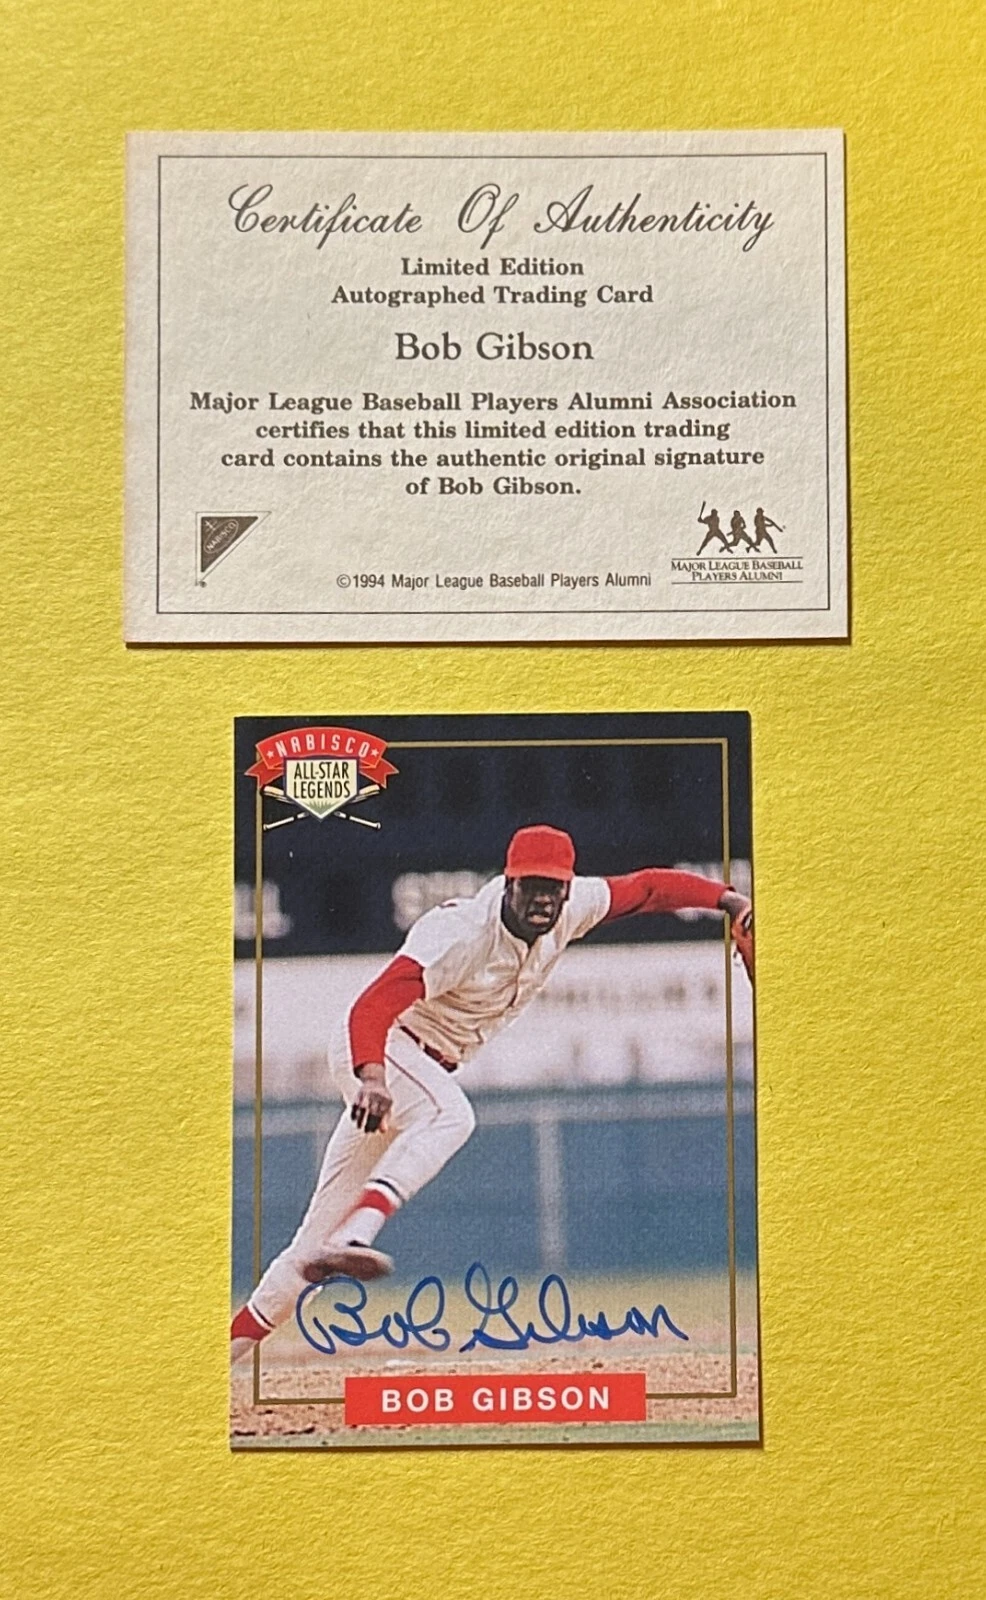 Certificate Of Authenticity
Limited Edition
Autographed Trading Card
Bob Gibson
Major League Baseball Players Alumni Association
certifies that this limited edition trading
card contains the authentic original signature
of Bob Gibson.
NABISCO
©1994 Major League Baseball Players Alumni
MAJOR LEAGUE BASEBALL
PLAYERS ALUMNI
NABISCO
ALL-STAR
LEGENDS
Bob Gibson
BOB GIBSON